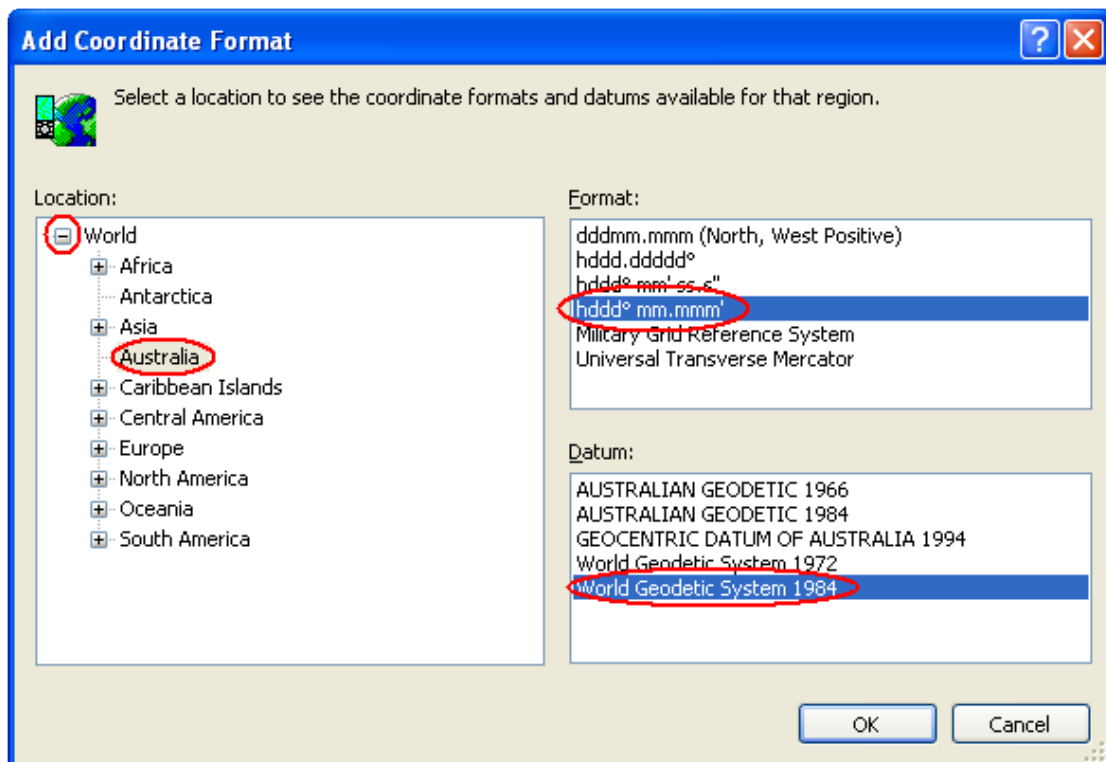 Add Coordinate Format
Select a location to see the coordinate formats and datums available for that region.
Location:
World
Africa
Antarctica
Asia
Australia
Caribbean Islands
Central America
Europe
North America
Oceania
South America
Format:
dddmm.mmm (North, West Positive)
hddd.ddddd°
hddd° mm' ss.s"
hddd° mm.mmm'
Military Grid Reference System
Universal Transverse Mercator
Datum:
AUSTRALIAN GEODETIC 1966
AUSTRALIAN GEODETIC 1984
GEOCENTRIC DATUM OF AUSTRALIA 1994
World Geodetic System 1972
World Geodetic System 1984
OK
Cancel